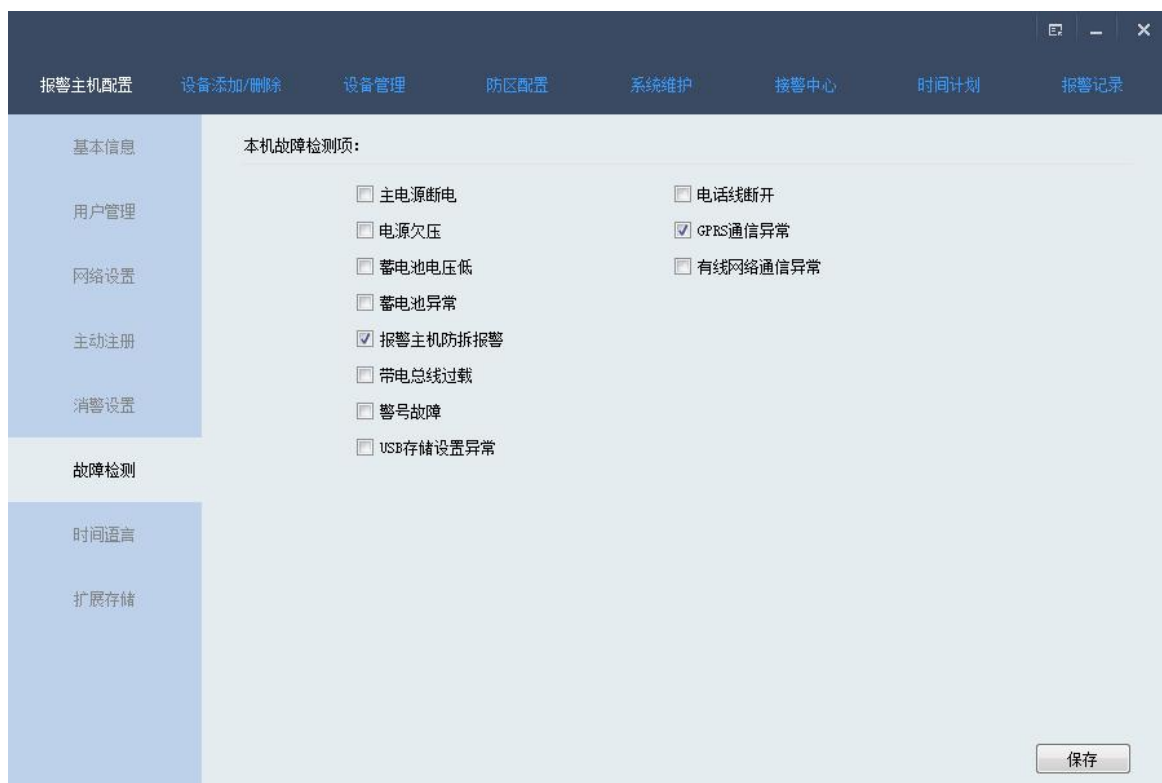 报警主机配置 设备添加/删除 设备管理 防区配置 系统维护 接警中心 时间计划 报警记录
基本信息
用户管理
网络设置
主动注册
消警设置
故障检测
时间语言
扩展存储
本机故障检测项：
主电源断电 电话线断开
电源欠压 GPRS通信异常
蓄电池电压低 有线网络通信异常
蓄电池异常
报警主机防拆报警
带电总线过载
警号故障
USB存储设置异常
保存